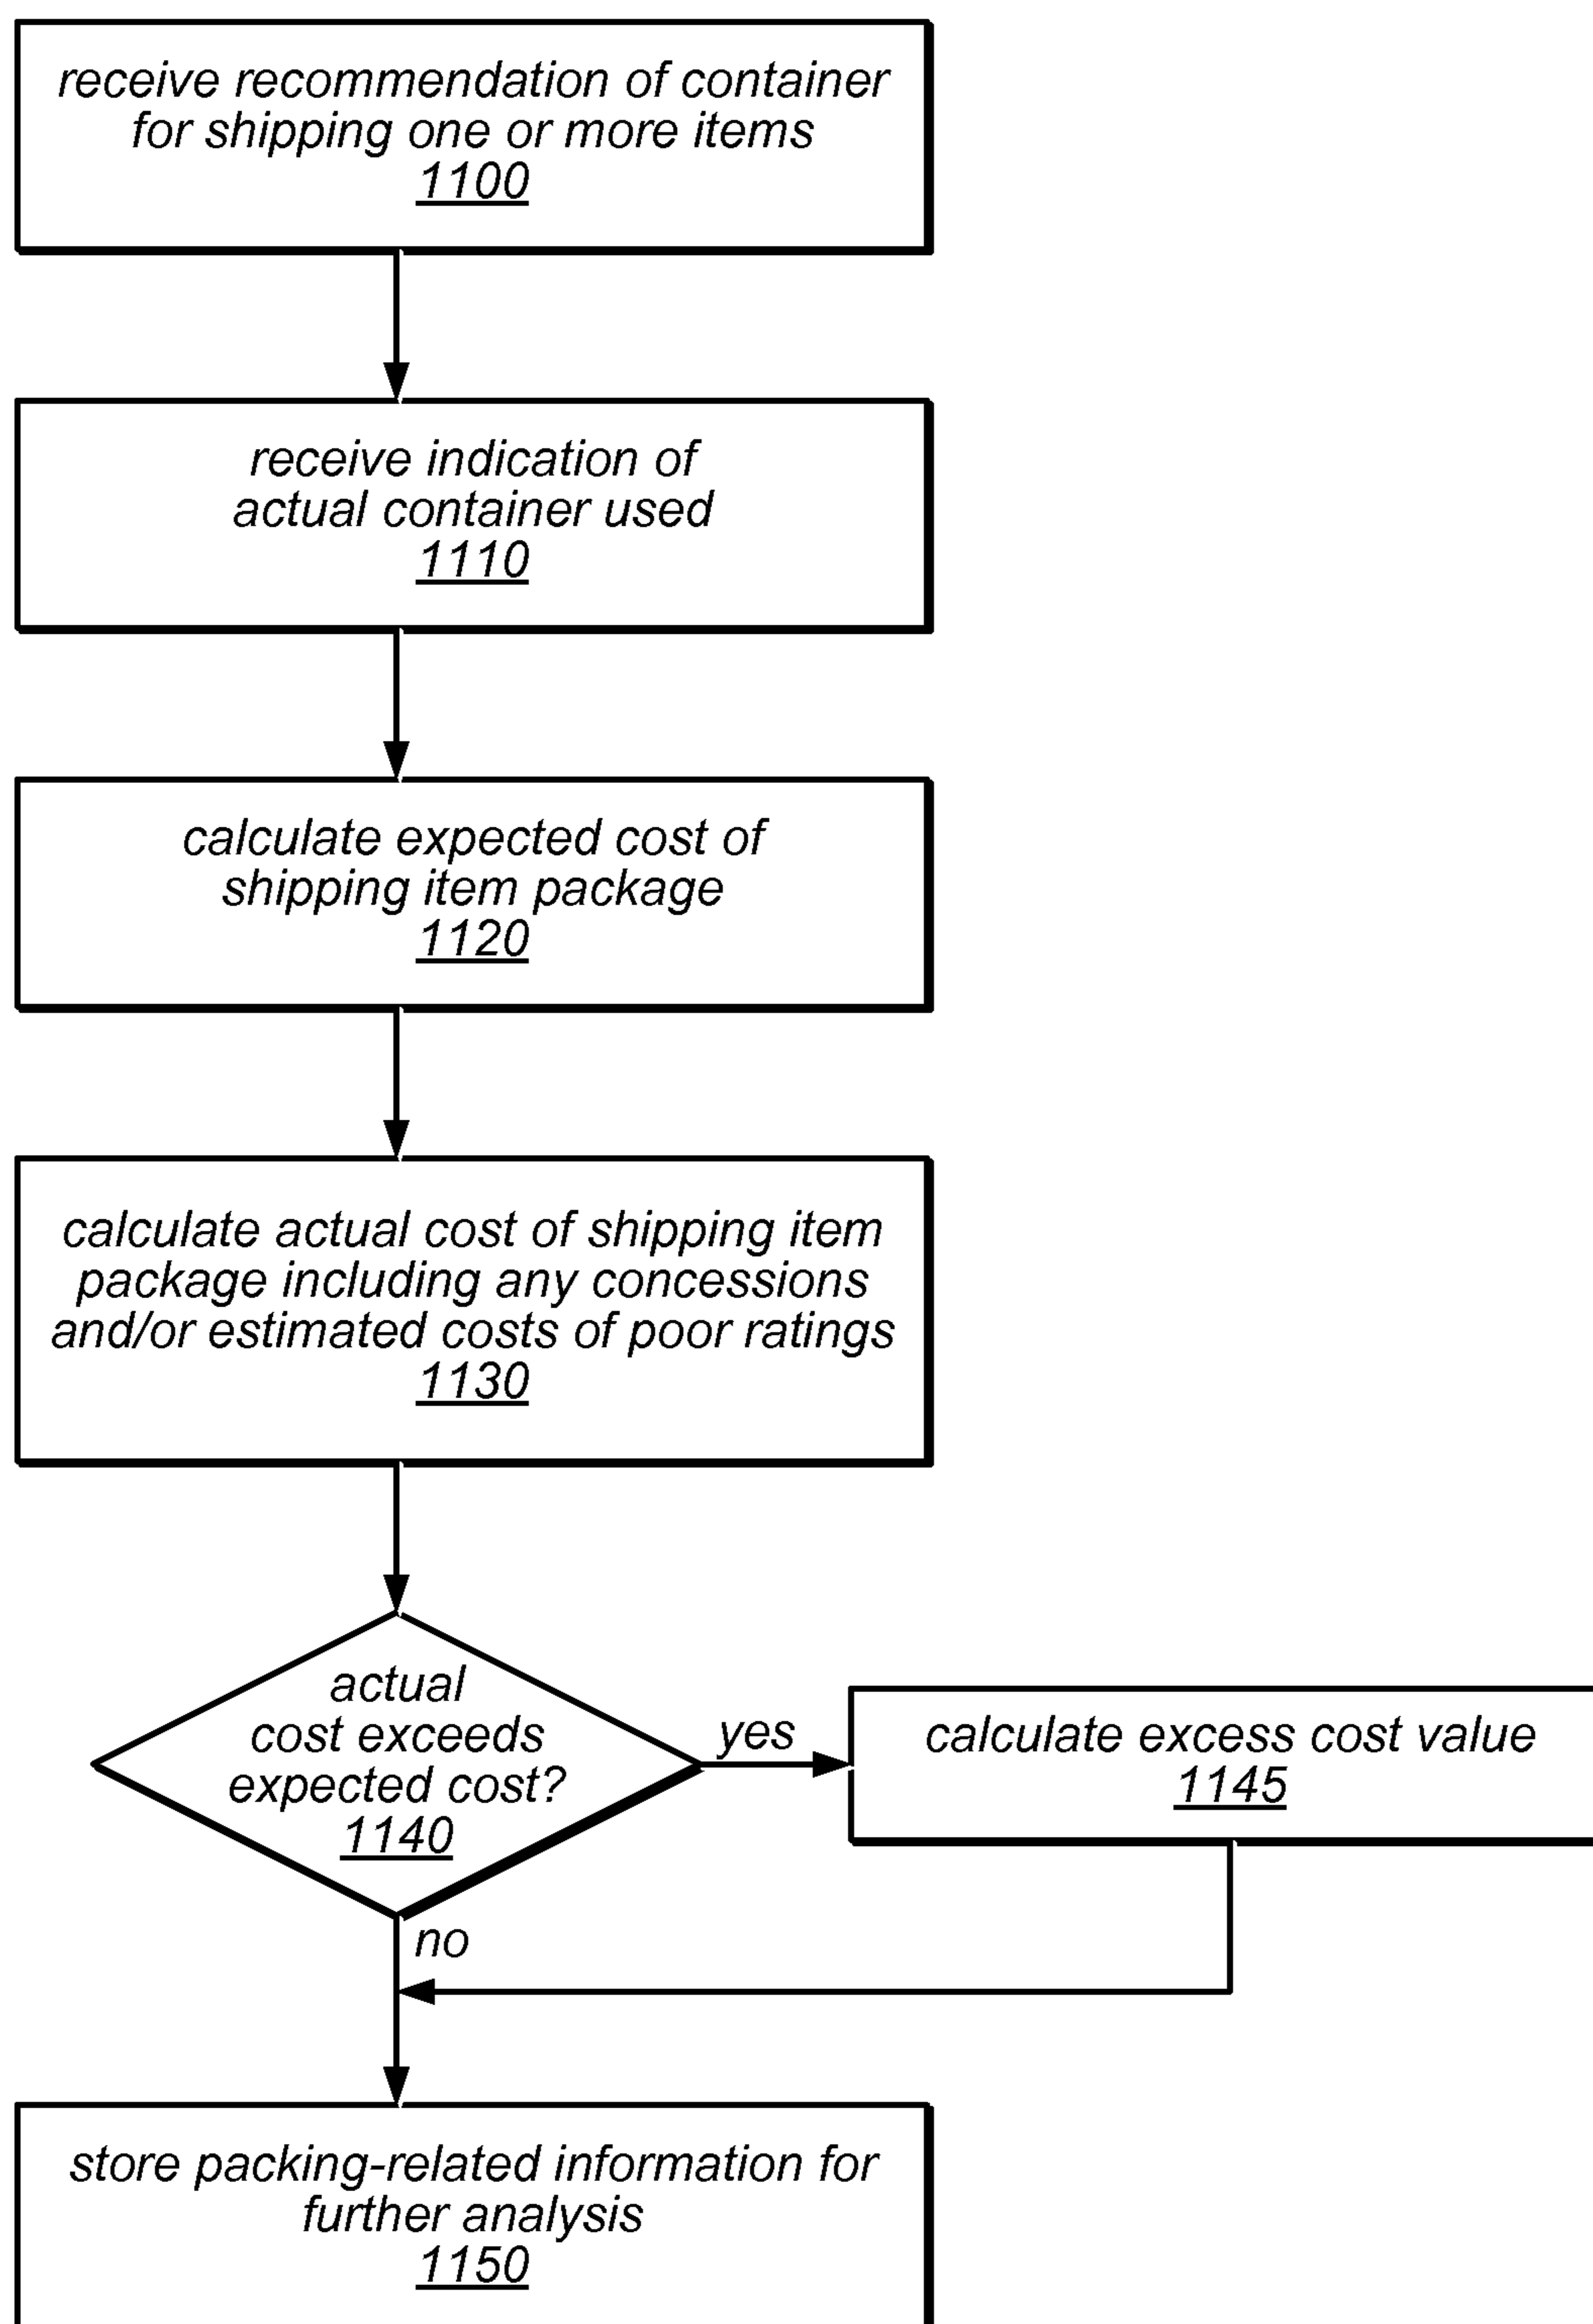 receive recommendation of container
for shipping one or more items
1100
receive indication of
actual container used
1110
calculate expected cost of
shipping item package
1120
calculate actual cost of shipping item
package including any concessions
and/or estimated costs of poor ratings
1130
actual
cost exceeds
expected cost?
1140
yes
calculate excess cost value
1145
no
store packing-related information for
further analysis
1150